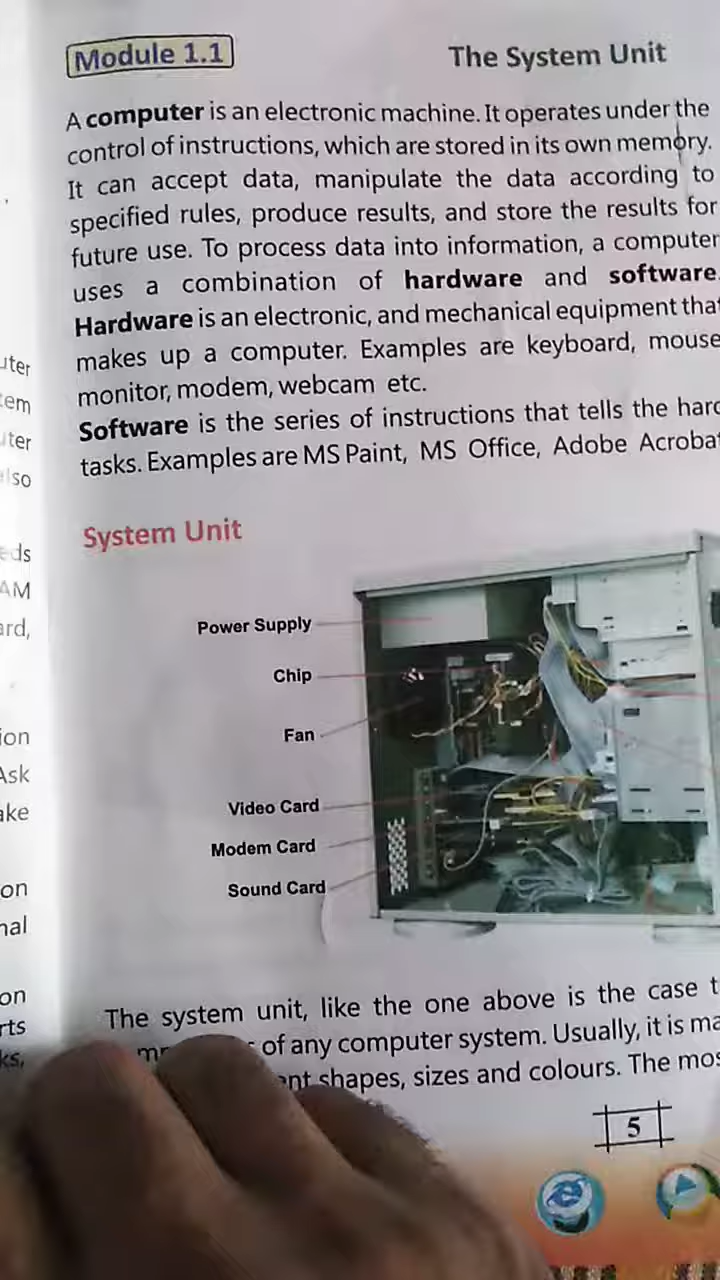 Module 1.1
The System Unit
A computer is an electronic machine. It operates under the
control of instructions, which are stored in its own memory.
It can accept data, manipulate the data according to
specified rules, produce results, and store the results for
future use. To process data into information, a computer
uses a combination of hardware and software.
Hardware is an electronic, and mechanical equipment that
makes up a computer. Examples are keyboard, mouse
monitor, modem, webcam etc.
Software is the series of instructions that tells the
tasks. Examples are MS Paint, MS Office, Adobe Acrobat
System Unit
Power Supply
Chip
Fan
Video Card
Modem Card
Sound Card
The system unit, like the one above is the case
of any computer system. Usually, it is
shapes, sizes and colours. The
5